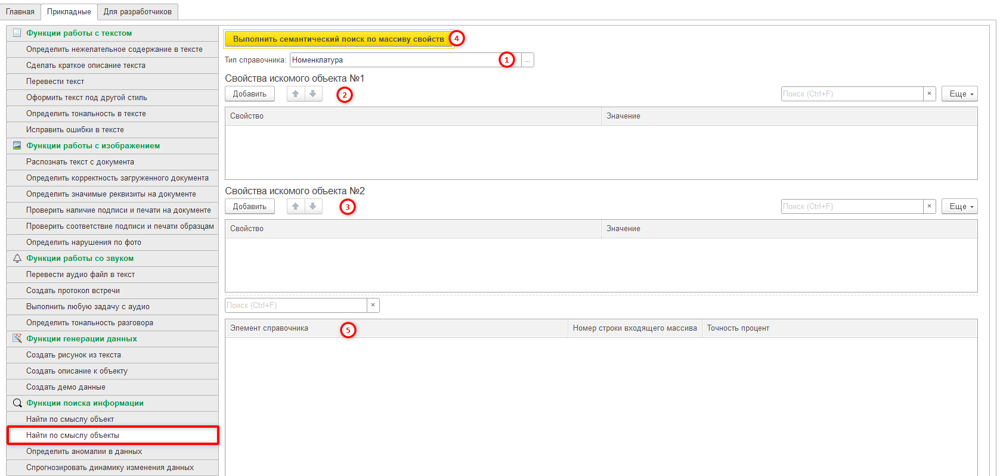 Главная Прикладные Для разработчиков
Функции работы с текстом
Определить нежелательное содержание в тексте
Сделать краткое описание текста
Перевести текст
Оформить текст под другой стиль
Определить тональность в тексте
Исправить ошибки в тексте
Функции работы с изображением
Распознать текст с документа
Определить корректность загруженного документа
Определить значимые реквизиты на документе
Проверить наличие подписи и печати на документе
Проверить соответствие подписи и печати образцам
Определить нарушения по фото
Функции работы со звуком
Перевести аудио файл в текст
Создать протокол встречи
Выполнить любую задачу с аудио
Определить тональность разговора
Функции генерации данных
Создать рисунок из текста
Создать описание к объекту
Создать демо данные
Функции поиска информации
Найти по смыслу объект
Найти по смыслу объекты
Определить аномалии в данных
Спрогнозировать динамику изменения данных
Выполнить семантический поиск по массиву свойств 4
Тип справочника: Номенклатура 1 ...
Свойства искомого объекта №1
Добавить 2 Поиск (Ctrl+F) × Еще
Свойство Значение
Свойства искомого объекта №2
Добавить 3 Поиск (Ctrl+F) × Еще
Свойство Значение
Поиск (Ctrl+F) ×
Элемент справочника 5 Номер строки входящего массива Точность процент